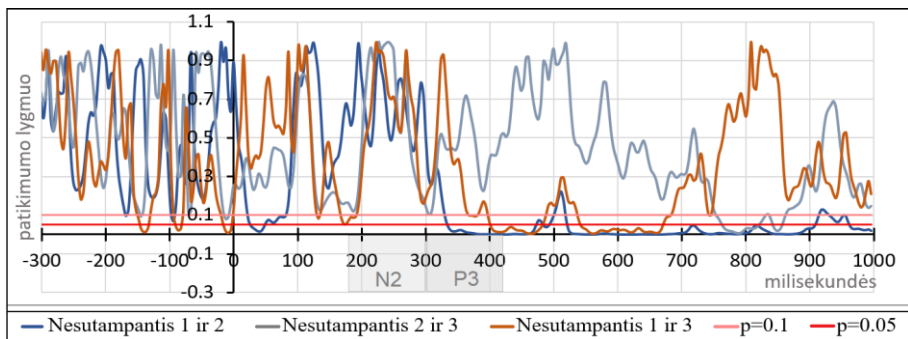 1.1
0.9
0.7
0.5
0.3
0.1
-0.1
-0.3
patikimumo lygmuo
-300 -200 -100 0 100 200 300 400 500 600 700 800 900 1000
N2 P3
milisekundės
Nesutampantis 1 ir 2 Nesutampantis 2 ir 3 Nesutampantis 1 ir 3 p=0.1 p=0.05